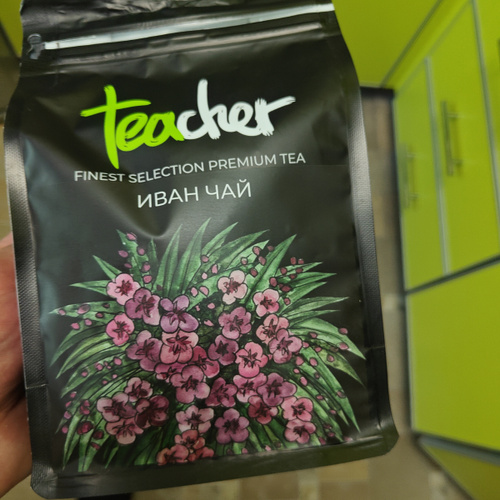 teacher
FINEST SELECTION PREMIUM TEA
ИВАН ЧАЙ